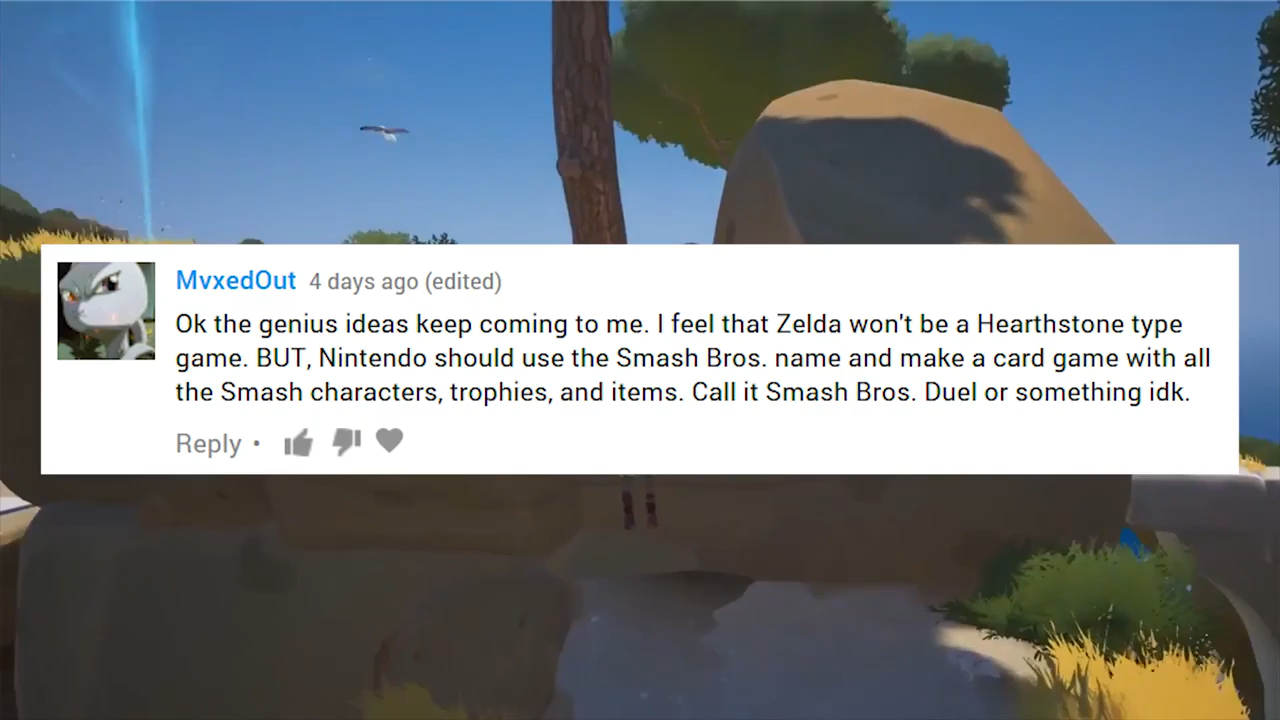 MvxedOut 4 days ago (edited)
Ok the genius ideas keep coming to me. I feel that Zelda won't be a Hearthstone type
game. BUT, Nintendo should use the Smash Bros. name and make a card game with all
the Smash characters, trophies, and items. Call it Smash Bros. Duel or something idk.
Reply •